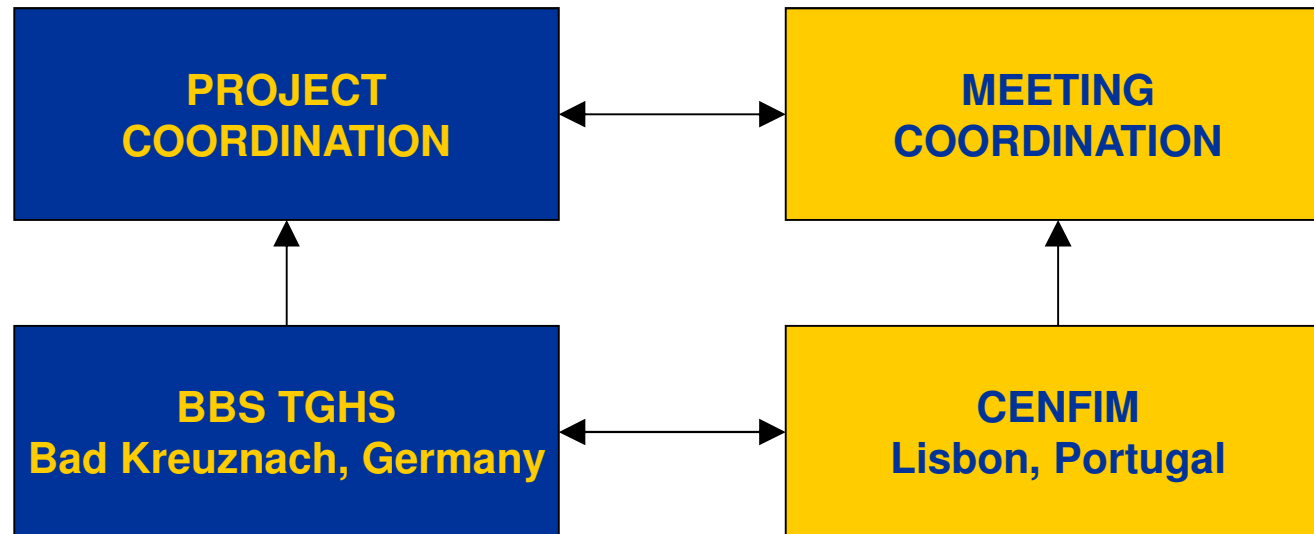 PROJECT
COORDINATION
MEETING
COORDINATION
BBS TGHS
Bad Kreuznach, Germany
CENFIM
Lisbon, Portugal